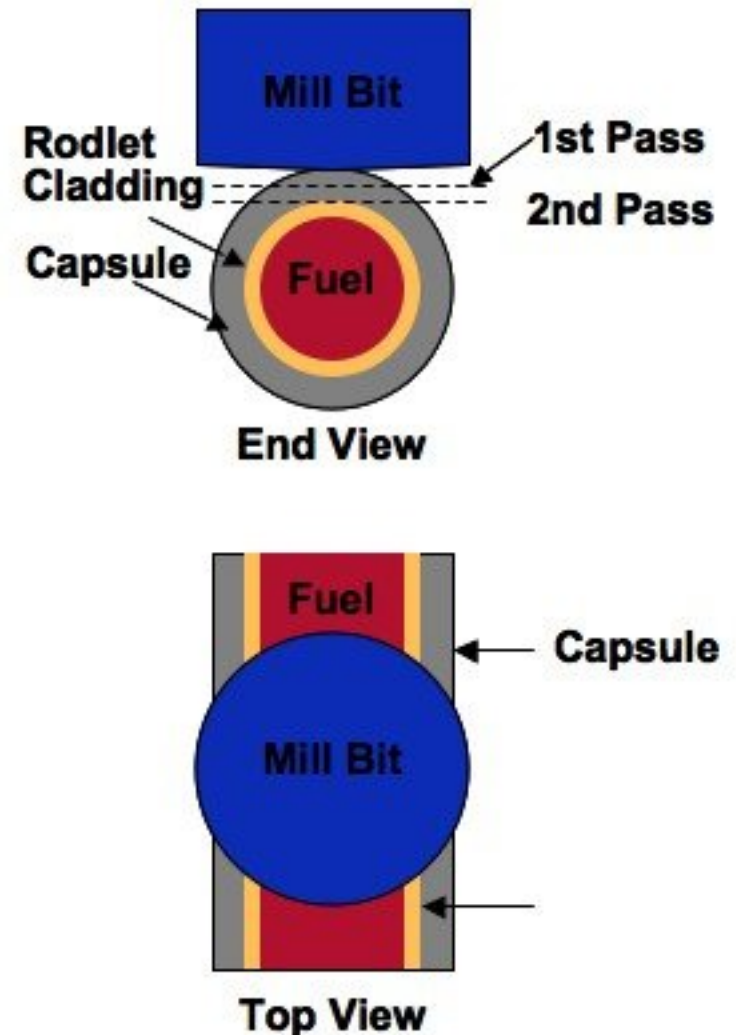 Mill Bit
Rodlet
Cladding
1st Pass
2nd Pass
Capsule
Fuel
End View
Fuel
Capsule
Mill Bit
Top View